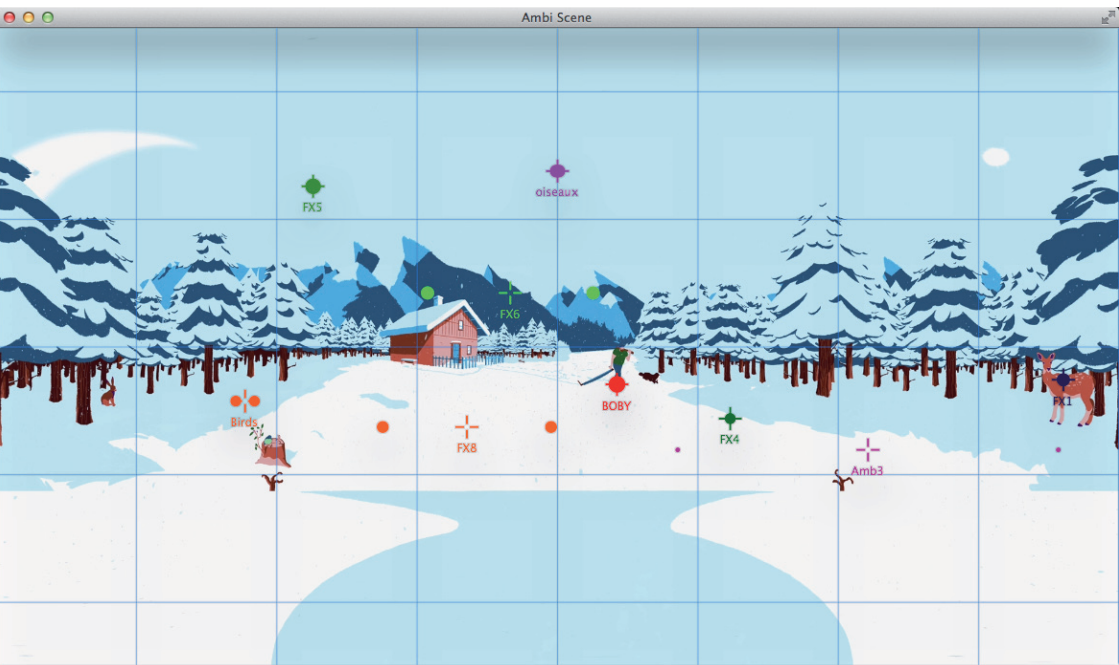 Ambi Scene
oiseaux
FX5
FX6
FX1
BOBY
Birds
FX4
FX8
Amb3